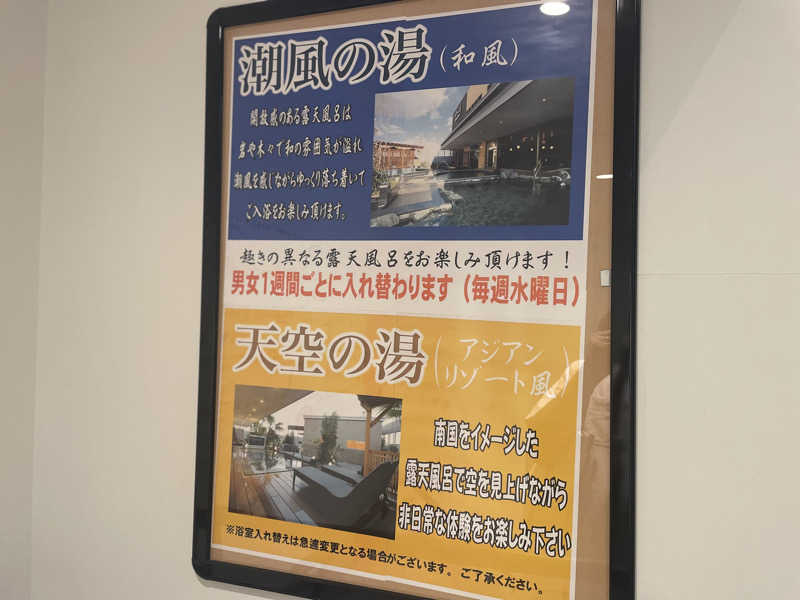 潮風の湯（和風）
開放感のある露天風呂は
岩や木々で和の雰囲気が溢れ
潮風を感じながらゆっくり落ち着いて
ご入浴をお楽しみ頂けます。
趣きの異なる露天風呂をお楽しみ頂けます！
男女1週間ごとに入れ替わります（毎週水曜日）
天空の湯（アジアン
リゾート風）
南国をイメージした
露天風呂で空を見上げながら
非日常な体験をお楽しみ下さい
※浴室入れ替えは急遽変更となる場合がございます。ご了承ください。